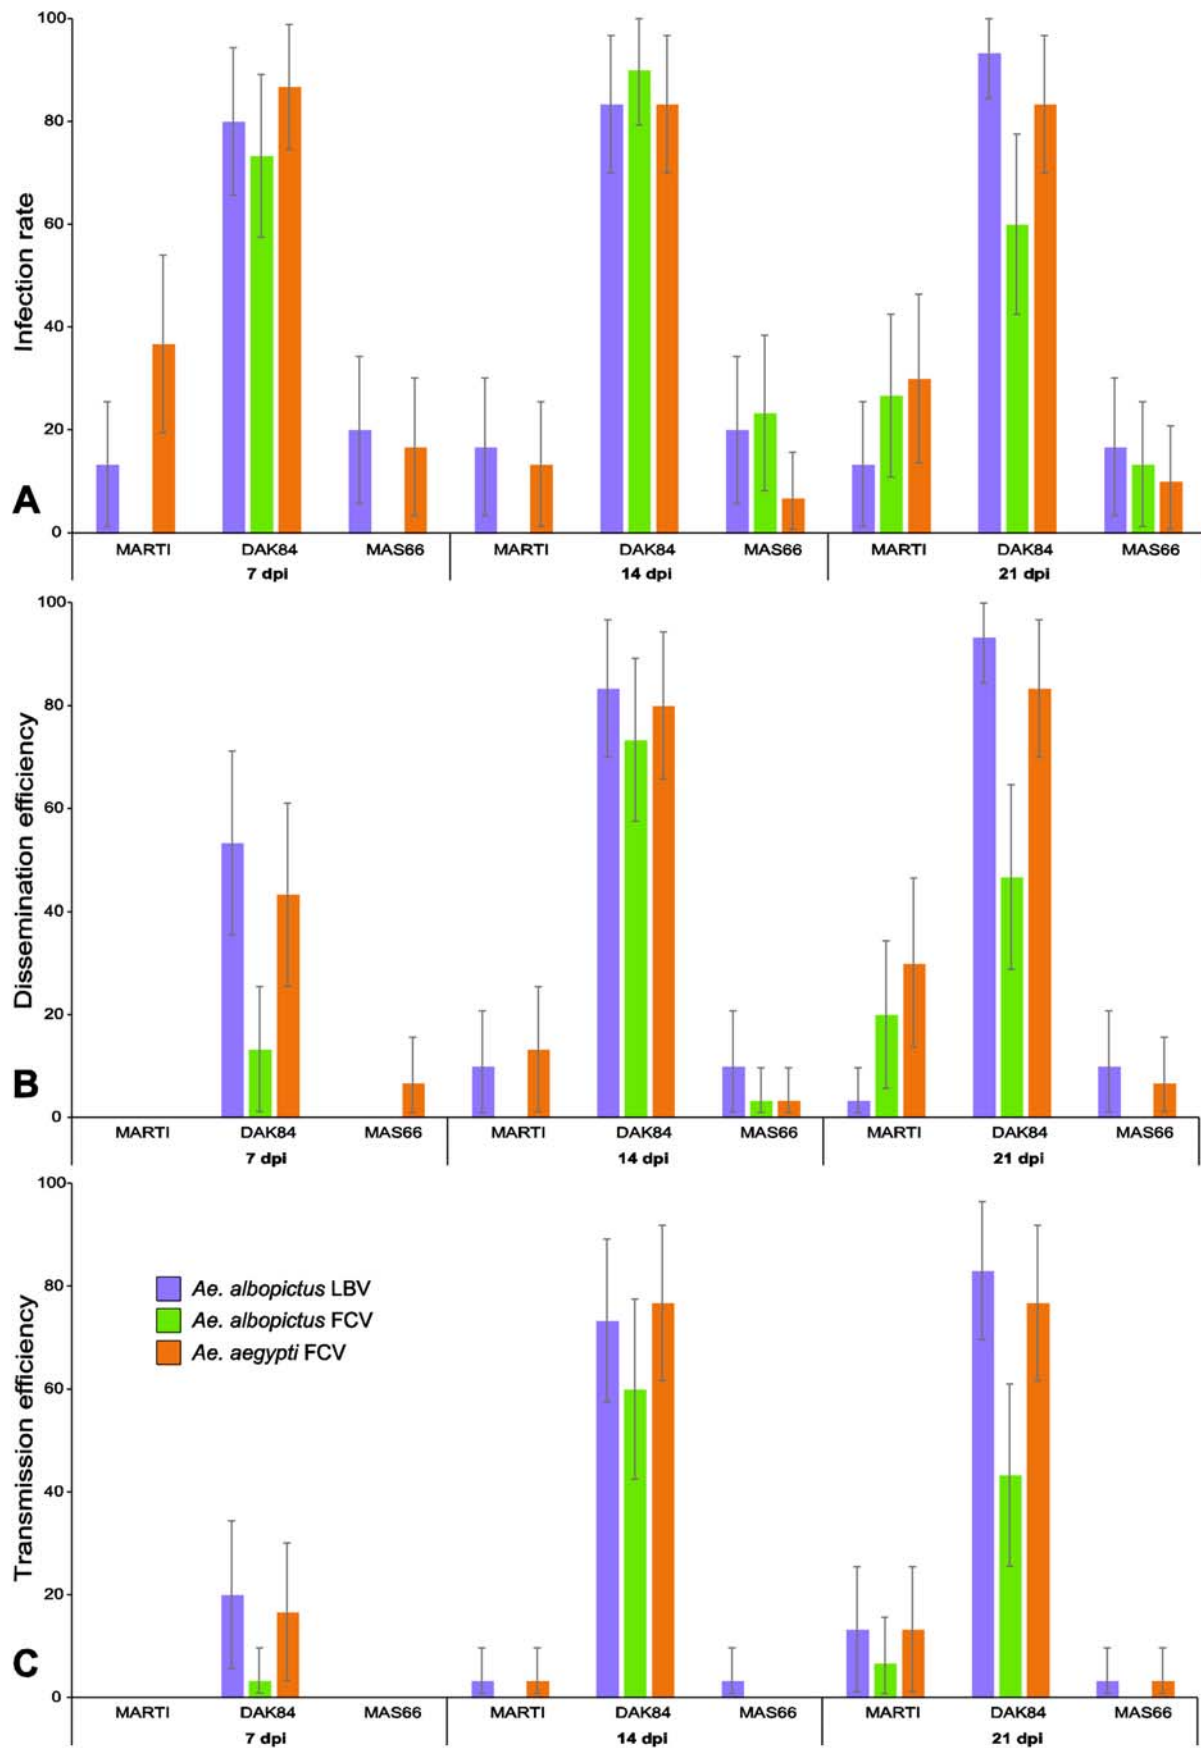 100
80
60
40
20
0
Infection rate
A
MARTI DAK84 MAS66 MARTI DAK84 MAS66 MARTI DAK84 MAS66
7 dpi 14 dpi 21 dpi
100
80
60
40
20
0
Dissemination efficiency
B
MARTI DAK84 MAS66 MARTI DAK84 MAS66 MARTI DAK84 MAS66
7 dpi 14 dpi 21 dpi
100
80
60
40
20
0
Transmission efficiency
Ae. albopictus LBV
Ae. albopictus FCV
Ae. aegypti FCV
C
MARTI DAK84 MAS66 MARTI DAK84 MAS66 MARTI DAK84 MAS66
7 dpi 14 dpi 21 dpi